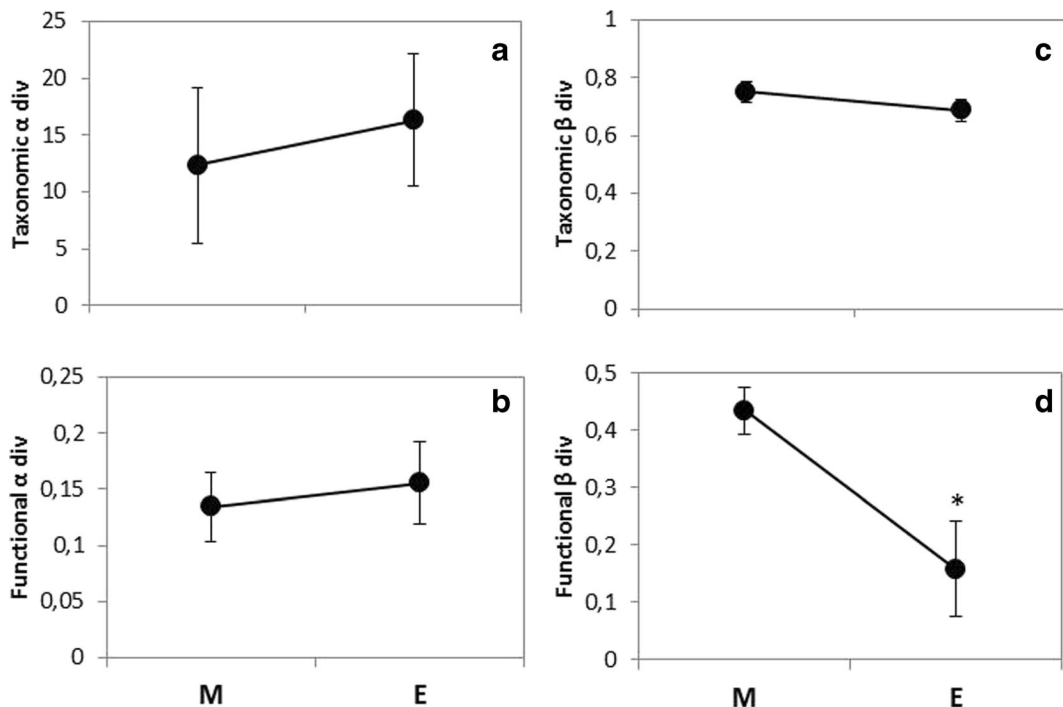 Taxonomic α div
25
20
15
10
5
0
a
Taxonomic β div
1
0,8
0,6
0,4
0,2
0
c
Functional α div
0,25
0,2
0,15
0,1
0,05
0
b
M
E
Functional β div
0,5
0,4
0,3
0,2
0,1
0
d
*
M
E